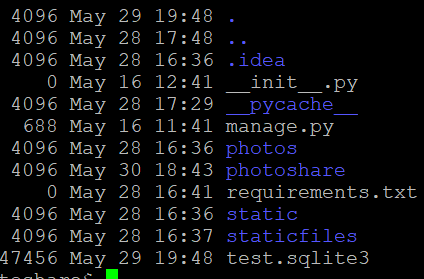 4096 May 29 19:48 .
4096 May 28 17:48 ..
4096 May 28 16:36 .idea
0 May 16 12:41 __init__.py
4096 May 28 17:29 __pycache__
688 May 16 11:41 manage.py
4096 May 28 16:36 photos
4096 May 30 18:43 photoshare
0 May 28 16:41 requirements.txt
4096 May 28 16:36 static
4096 May 28 16:37 staticfiles
47456 May 29 19:48 test.sqlite3